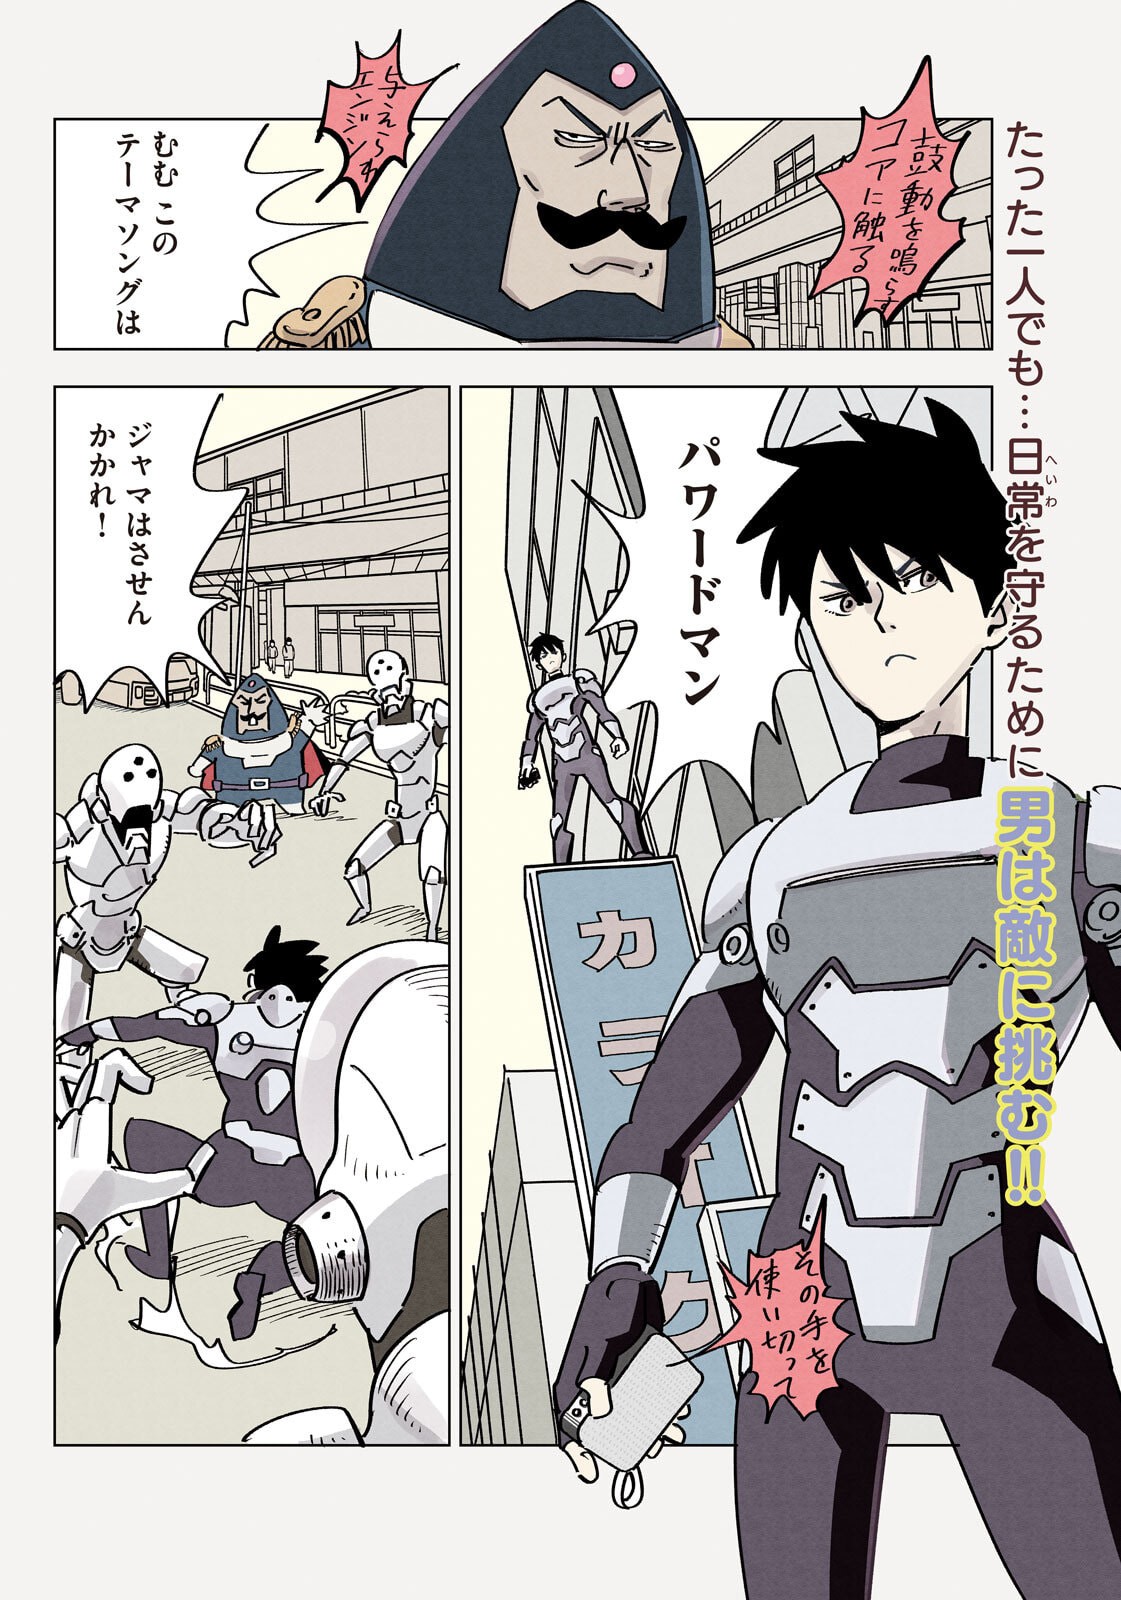 たった一人でも…日常を守るために男は敵に挑む!!
へいわ
鼓動を鳴らす
コアに触る
与えられ
エンジン
むむ この
テーマソングは
パワードマン
カラオケ
その手を
使い切って
ジャマはさせん
かかれ！